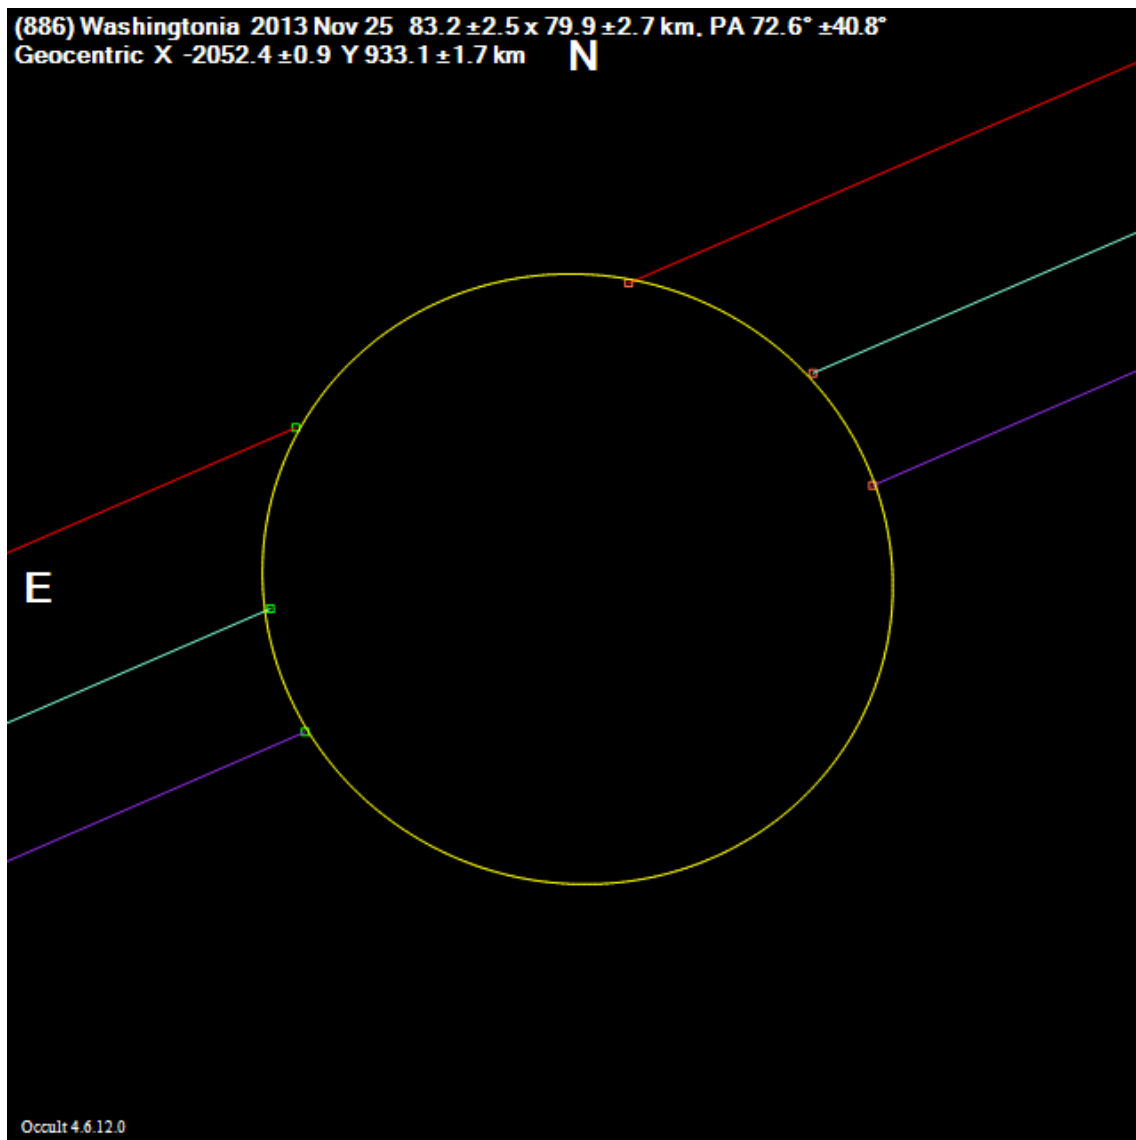 (886) Washingtonia 2013 Nov 25 83.2 ±2.5 x 79.9 ±2.7 km, PA 72.6° ±40.8°
Geocentric X -2052.4 ±0.9 Y 933.1 ±1.7 km
N
E
Occult 4.6.12.0